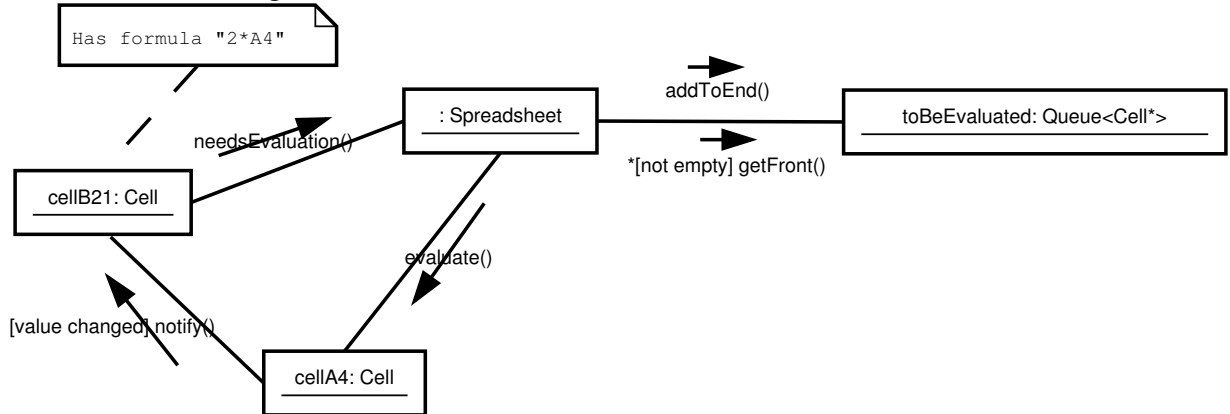 Has formula "2*A4"
addToEnd()
: Spreadsheet
toBeEvaluated: Queue<Cell*>
needsEvaluation()
*[not empty] getFront()
cellB21: Cell
evaluate()
[value changed] notify()
cellA4: Cell